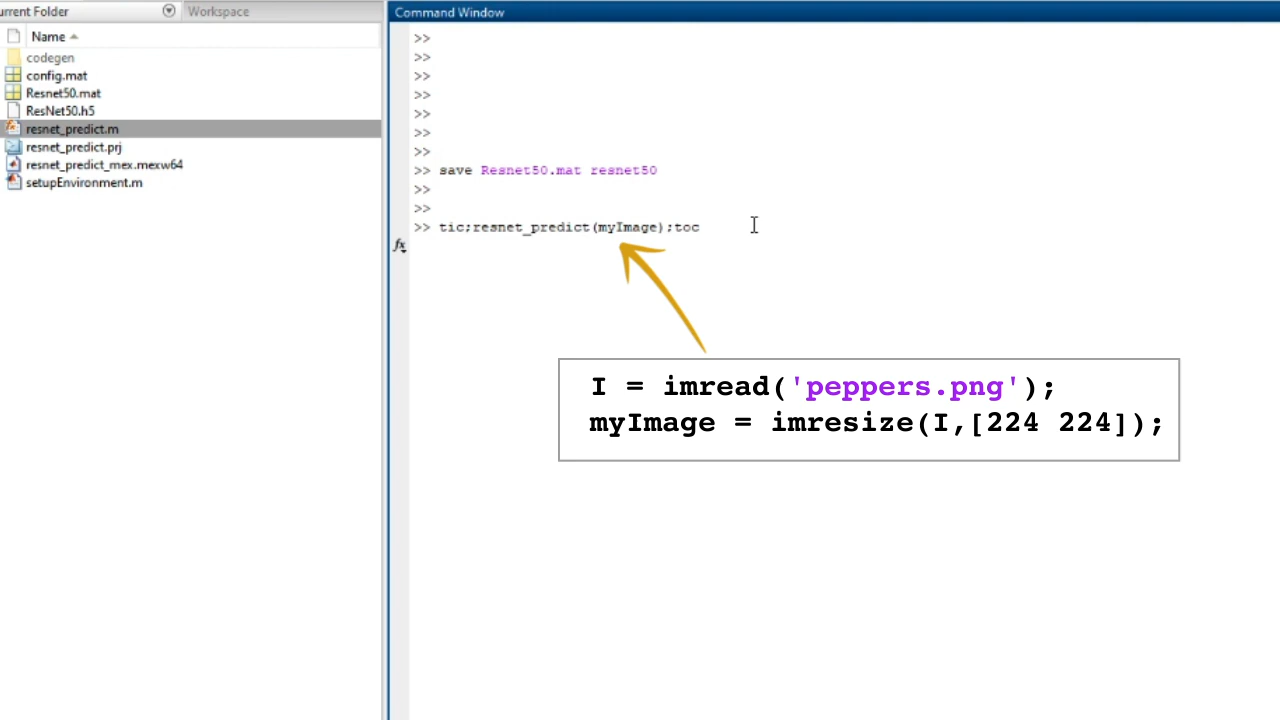 urrent Folder
Workspace
Name
codegen
config.mat
Resnet50.mat
ResNet50.h5
resnet_predict.m
resnet_predict.prj
resnet_predict_mex.mexw64
setupEnvironment.m
Command Window
>>
>>
>>
>>
>>
>>
>>
>> save Resnet50.mat resnet50
>>
>>
>> tic;resnet_predict(myImage);toc
fx
I = imread('peppers.png');
myImage = imresize(I,[224 224]);